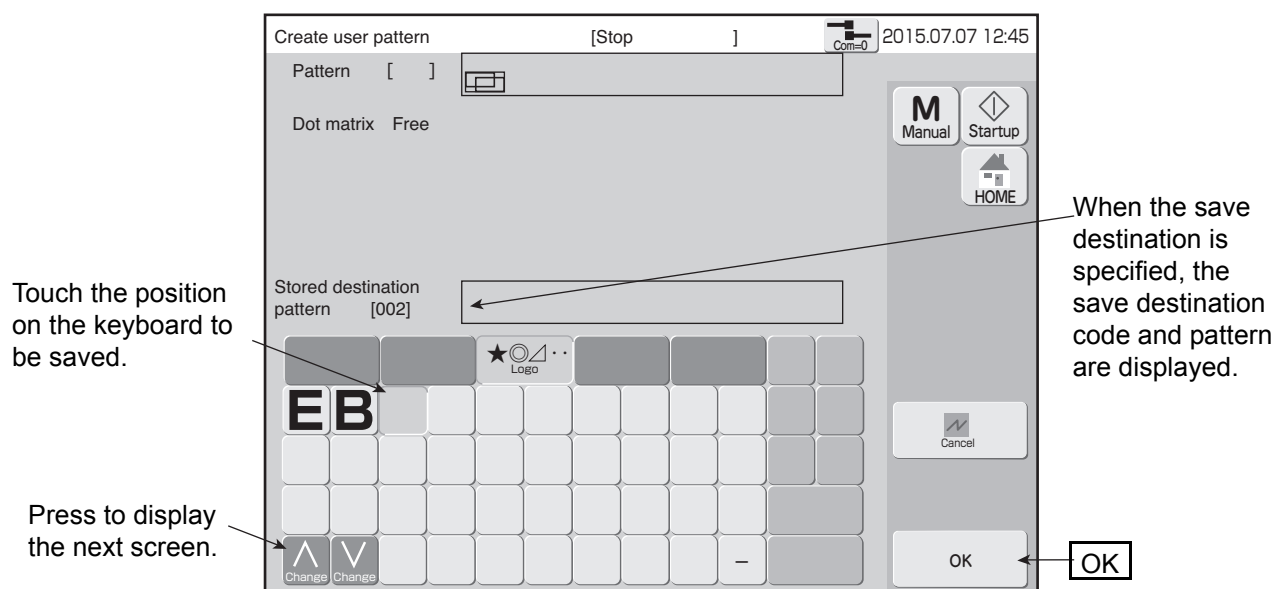 Create user pattern [Stop ] Com=0 2015.07.07 12:45
Pattern [ ]
Dot matrix Free
M
Manual
Startup
HOME
When the save
destination is
specified, the
save destination
code and pattern
are displayed.
Touch the position
on the keyboard to
be saved.
Stored destination
pattern [002]
★◎⊿··
Logo
E B
Cancel
Press to display
the next screen.
Change Change –
OK
OK